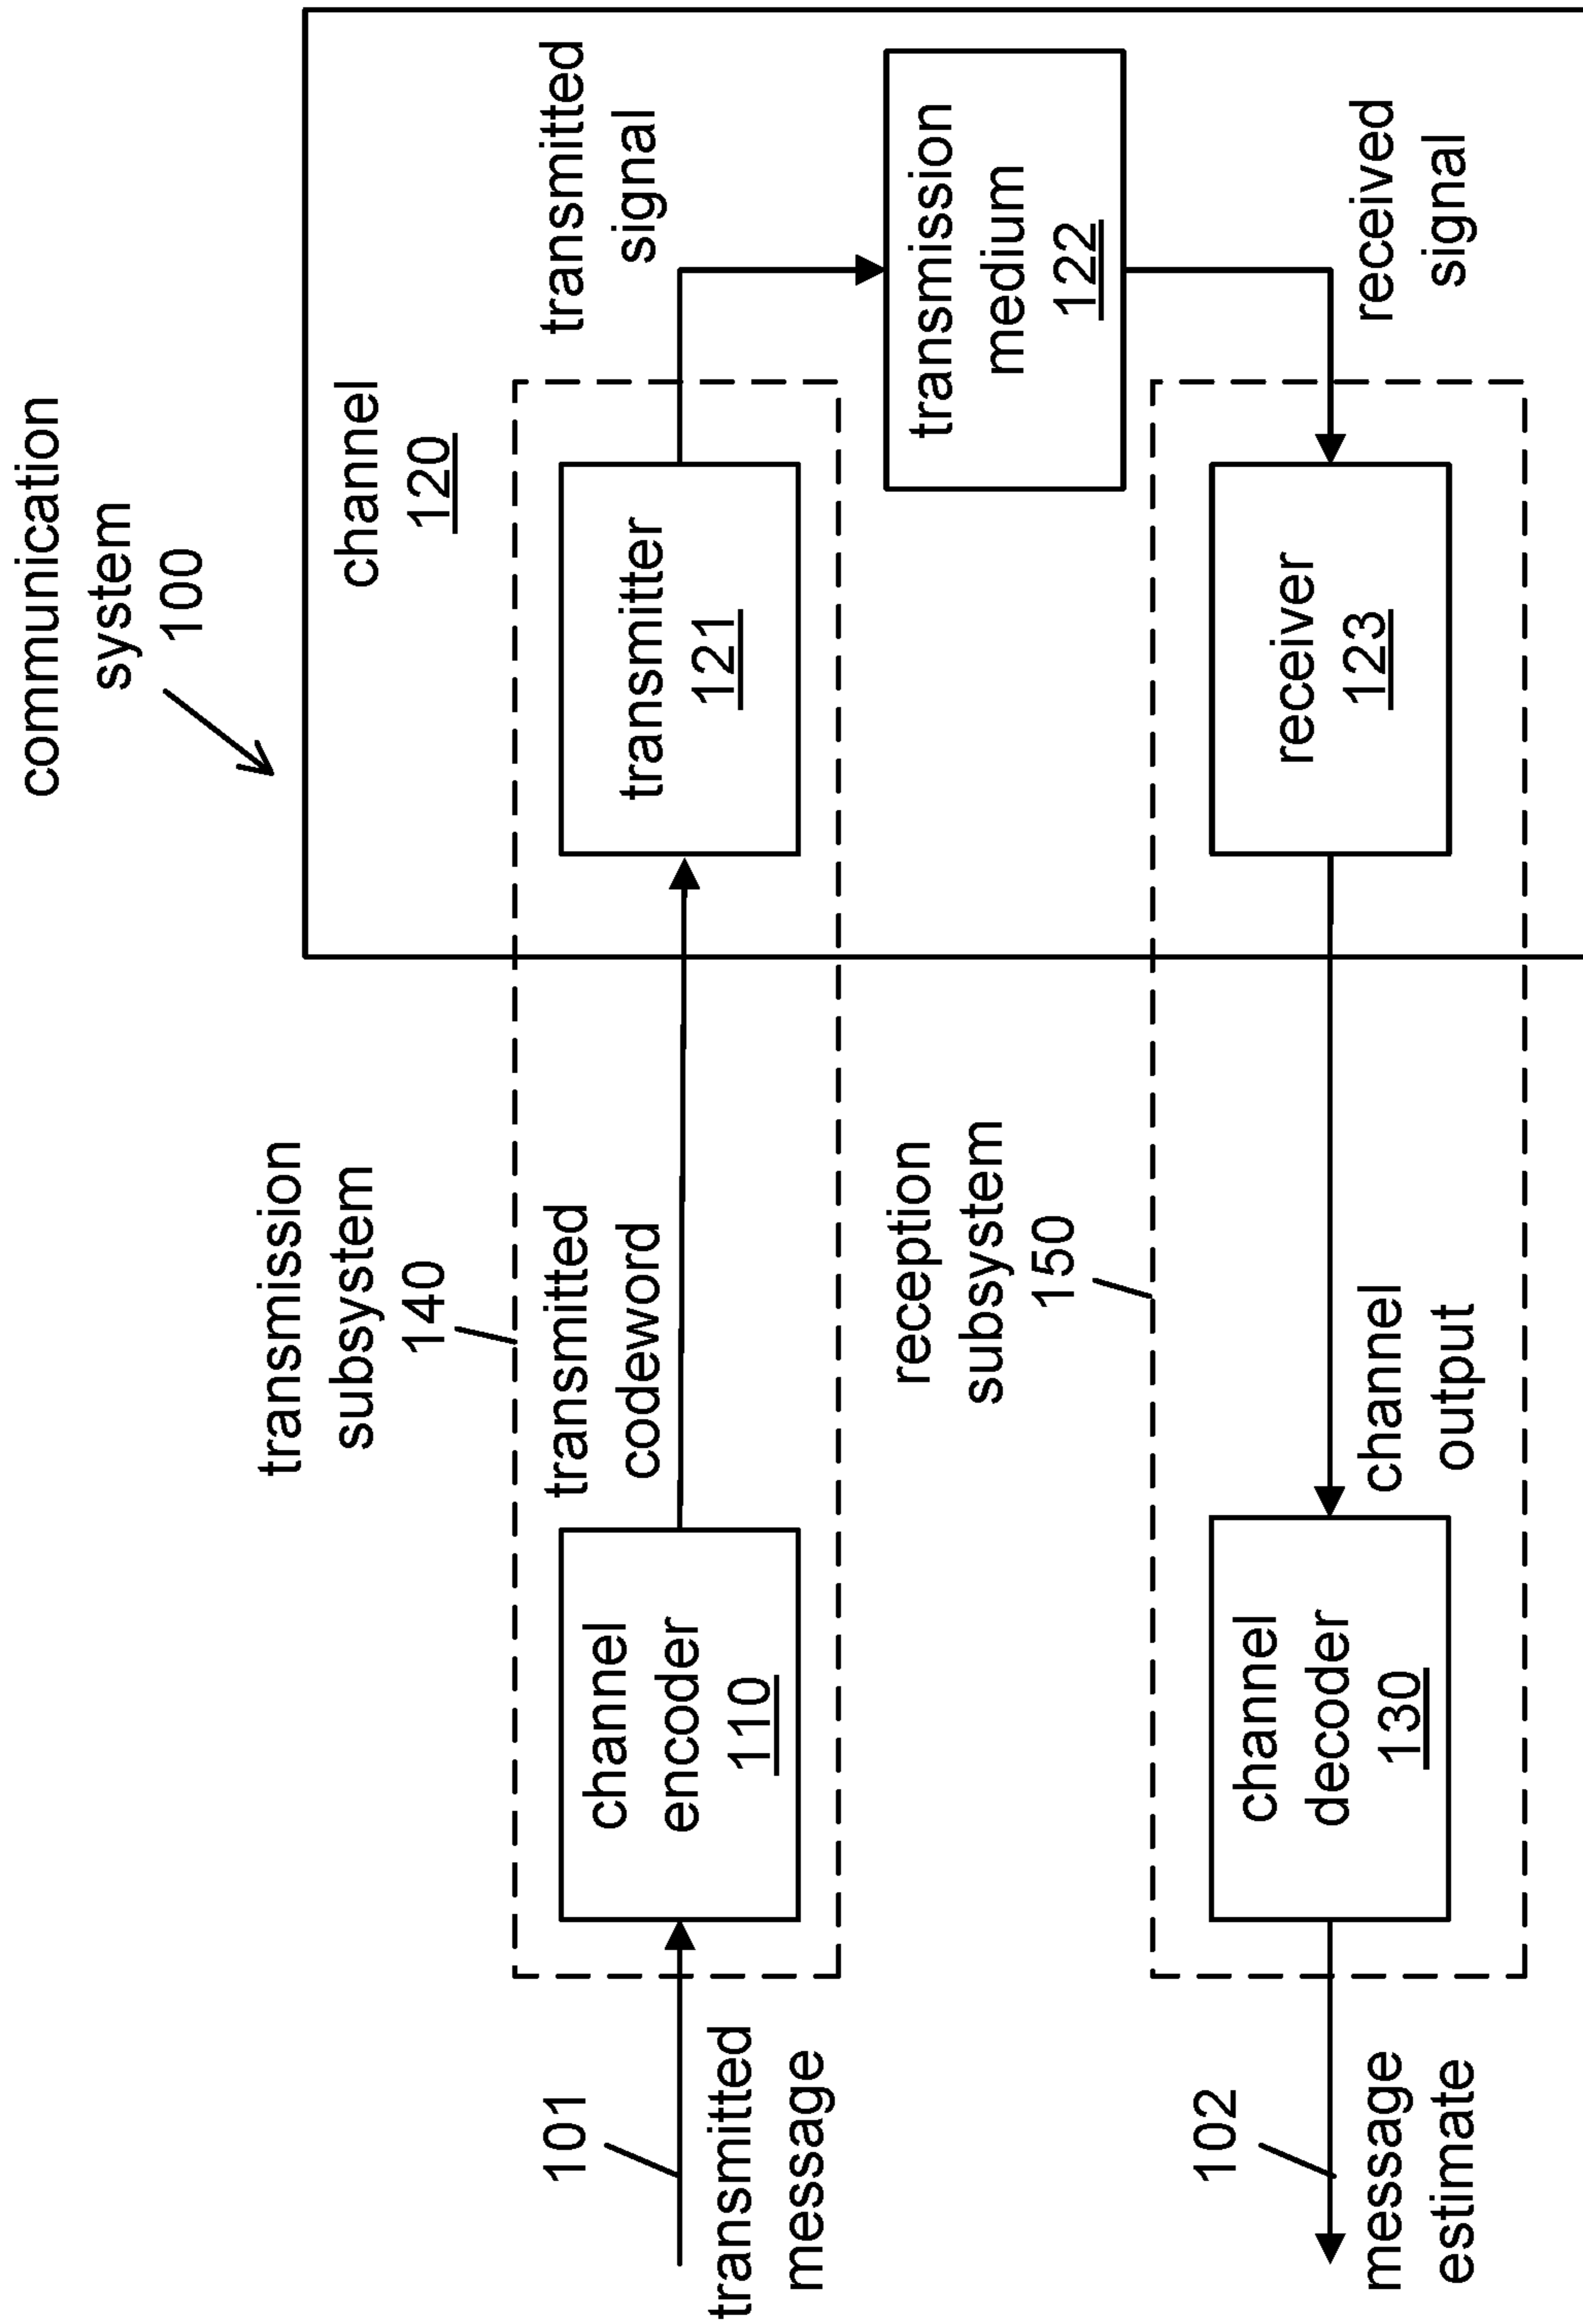 communication
system
100
channel
120
transmission
subsystem
140
transmitted
signal
101
transmitted
message
channel
encoder
110
transmitted
codeword
transmitter
121
transmission
medium
122
reception
subsystem
150
102
message
estimate
channel
decoder
130
channel
output
receiver
123
received
signal